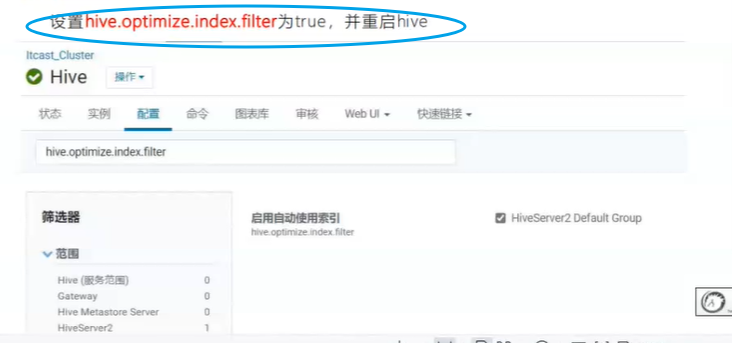 设置hive.optimize.index.filter为true，并重启hive
Itcast_Cluster
Hive 操作
状态 实例 配置 命令 图表库 审核 Web UI 快速链接
hive.optimize.index.filter
筛选器
启用自动使用索引
HiveServer2 Default Group
hive.optimize.index.filter
范围
Hive (服务范围) 0
Gateway 0
Hive Metastore Server 0
HiveServer2 1